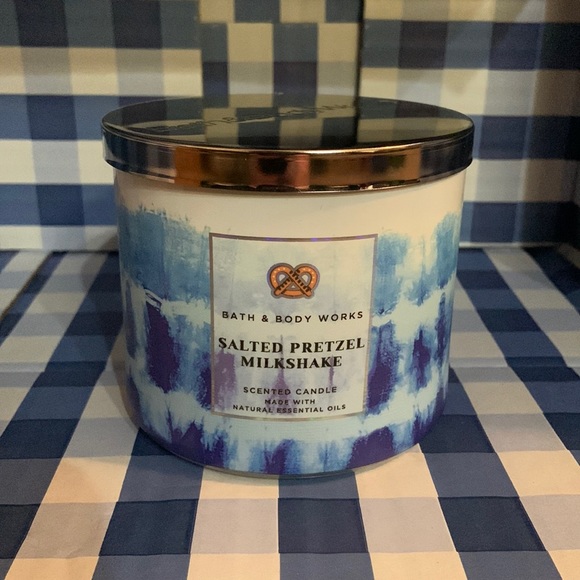 BATH & BODY WORKS
SALTED PRETZEL
MILKSHAKE
SCENTED CANDLE
MADE WITH
NATURAL ESSENTIAL OILS